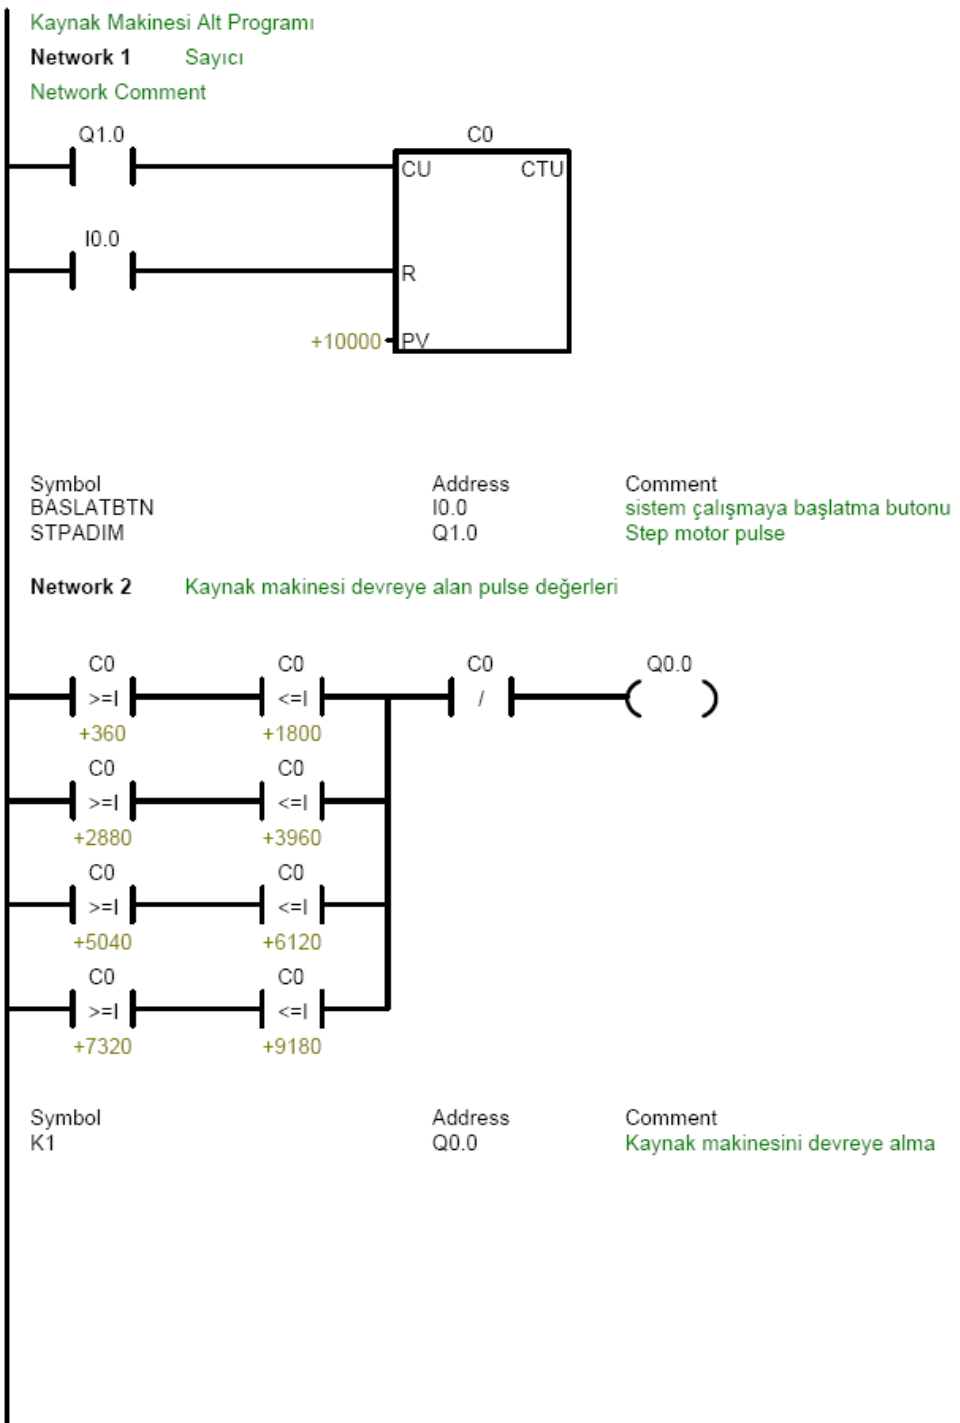 Kaynak Makinesi Alt Programı
Network 1 Sayıcı
Network Comment
Q1.0 C0
CU CTU
I0.0
R
+10000 PV
Symbol Address Comment
BASLATBTN I0.0 sistem çalışmaya başlatma butonu
STPADIM Q1.0 Step motor pulse
Network 2 Kaynak makinesi devreye alan pulse değerleri
C0 C0 C0 Q0.0
>=I <=I /
+360 +1800
C0 C0
>=I <=I
+2880 +3960
C0 C0
>=I <=I
+5040 +6120
C0 C0
>=I <=I
+7320 +9180
Symbol Address Comment
K1 Q0.0 Kaynak makinesini devreye alma